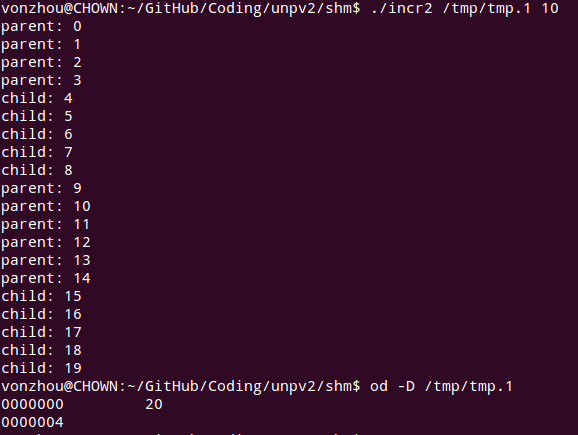 vonzhou@CHOWN:~/GitHub/Coding/unpv2/shm$ ./incr2 /tmp/tmp.1 10
parent: 0
parent: 1
parent: 2
parent: 3
child: 4
child: 5
child: 6
child: 7
child: 8
parent: 9
parent: 10
parent: 11
parent: 12
parent: 13
parent: 14
child: 15
child: 16
child: 17
child: 18
child: 19
vonzhou@CHOWN:~/GitHub/Coding/unpv2/shm$ od -D /tmp/tmp.1
0000000         20
0000004